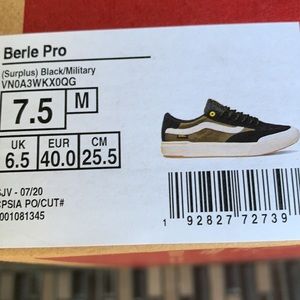 Berle Pro
(Surplus) Black/Military
VN0A3WKX0QG
7.5 M
UK EUR CM
6.5 40.0 25.5
SJV - 07/20
CPSIA PO/CUT#
001081345
1 92827 72739